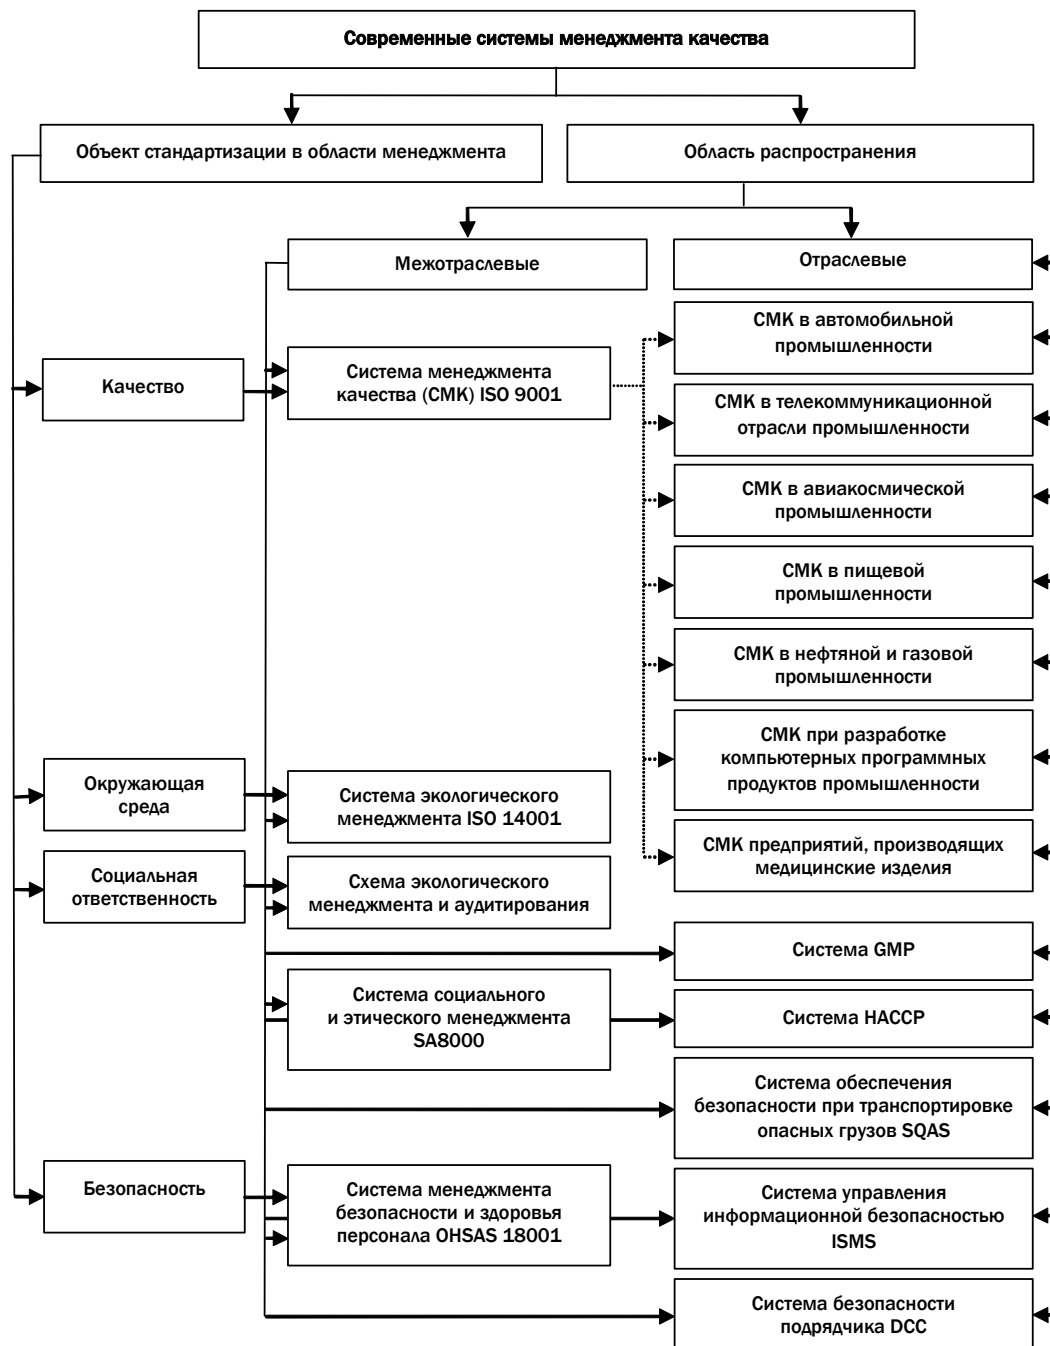 Современные системы менеджмента качества
Объект стандартизации в области менеджмента
Область распространения
Межотраслевые
Отраслевые
СМК в автомобильной
промышленности
Качество
Система менеджмента
качества (СМК) ISO 9001
СМК в телекоммуникационной
отрасли промышленности
СМК в авиакосмической
промышленности
СМК в пищевой
промышленности
СМК в нефтяной и газовой
промышленности
СМК при разработке
компьютерных программных
продуктов промышленности
Окружающая
среда
Система экологического
менеджмента ISO 14001
СМК предприятий, производящих
медицинские изделия
Социальная
ответственность
Схема экологического
менеджмента и аудитирования
Система GMP
Система социального
и этического менеджмента
SA8000
Система HACCP
Система обеспечения
безопасности при транспортировке
опасных грузов SQAS
Безопасность
Система менеджмента
безопасности и здоровья
персонала OHSAS 18001
Система управления
информационной безопасностью
ISMS
Система безопасности
подрядчика DCC